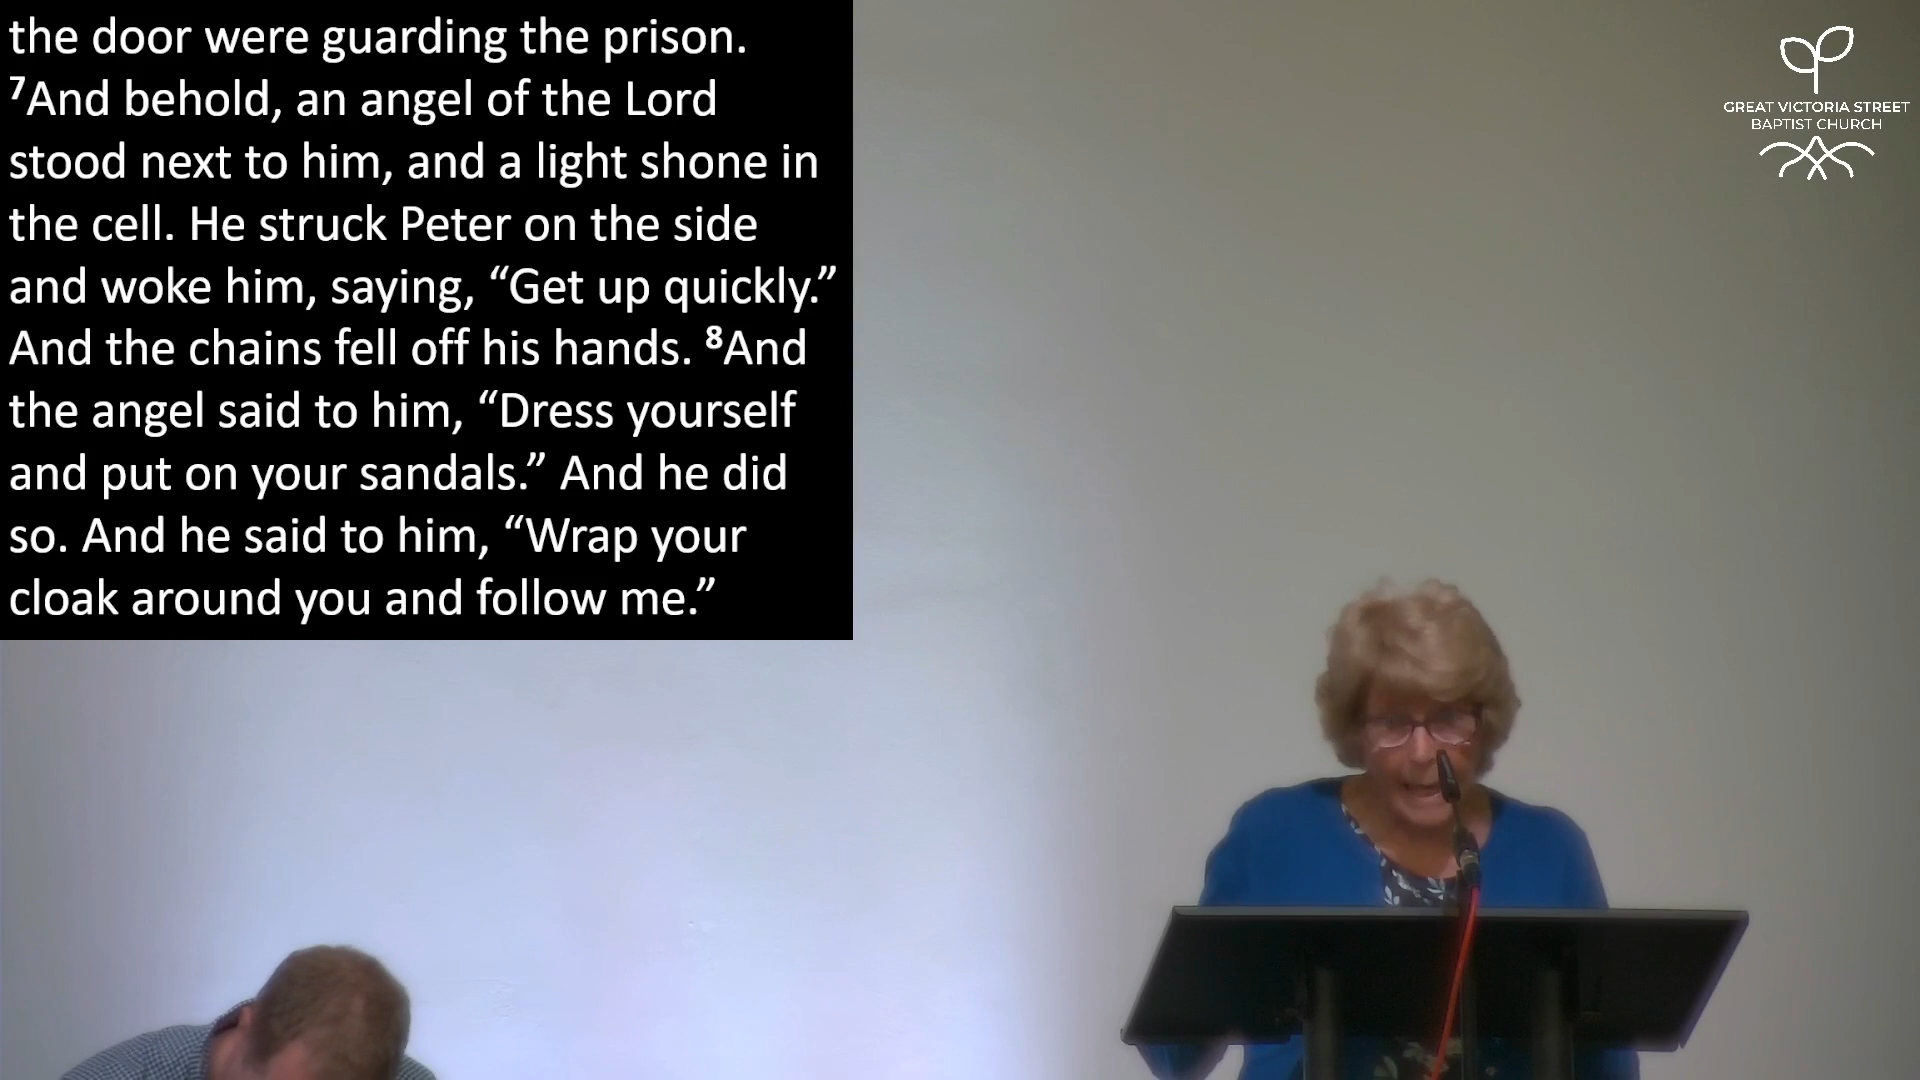 the door were guarding the prison.
⁷And behold, an angel of the Lord
stood next to him, and a light shone in
the cell. He struck Peter on the side
and woke him, saying, “Get up quickly.”
And the chains fell off his hands. ⁸And
the angel said to him, “Dress yourself
and put on your sandals.” And he did
so. And he said to him, “Wrap your
cloak around you and follow me.”
GREAT VICTORIA STREET
BAPTIST CHURCH